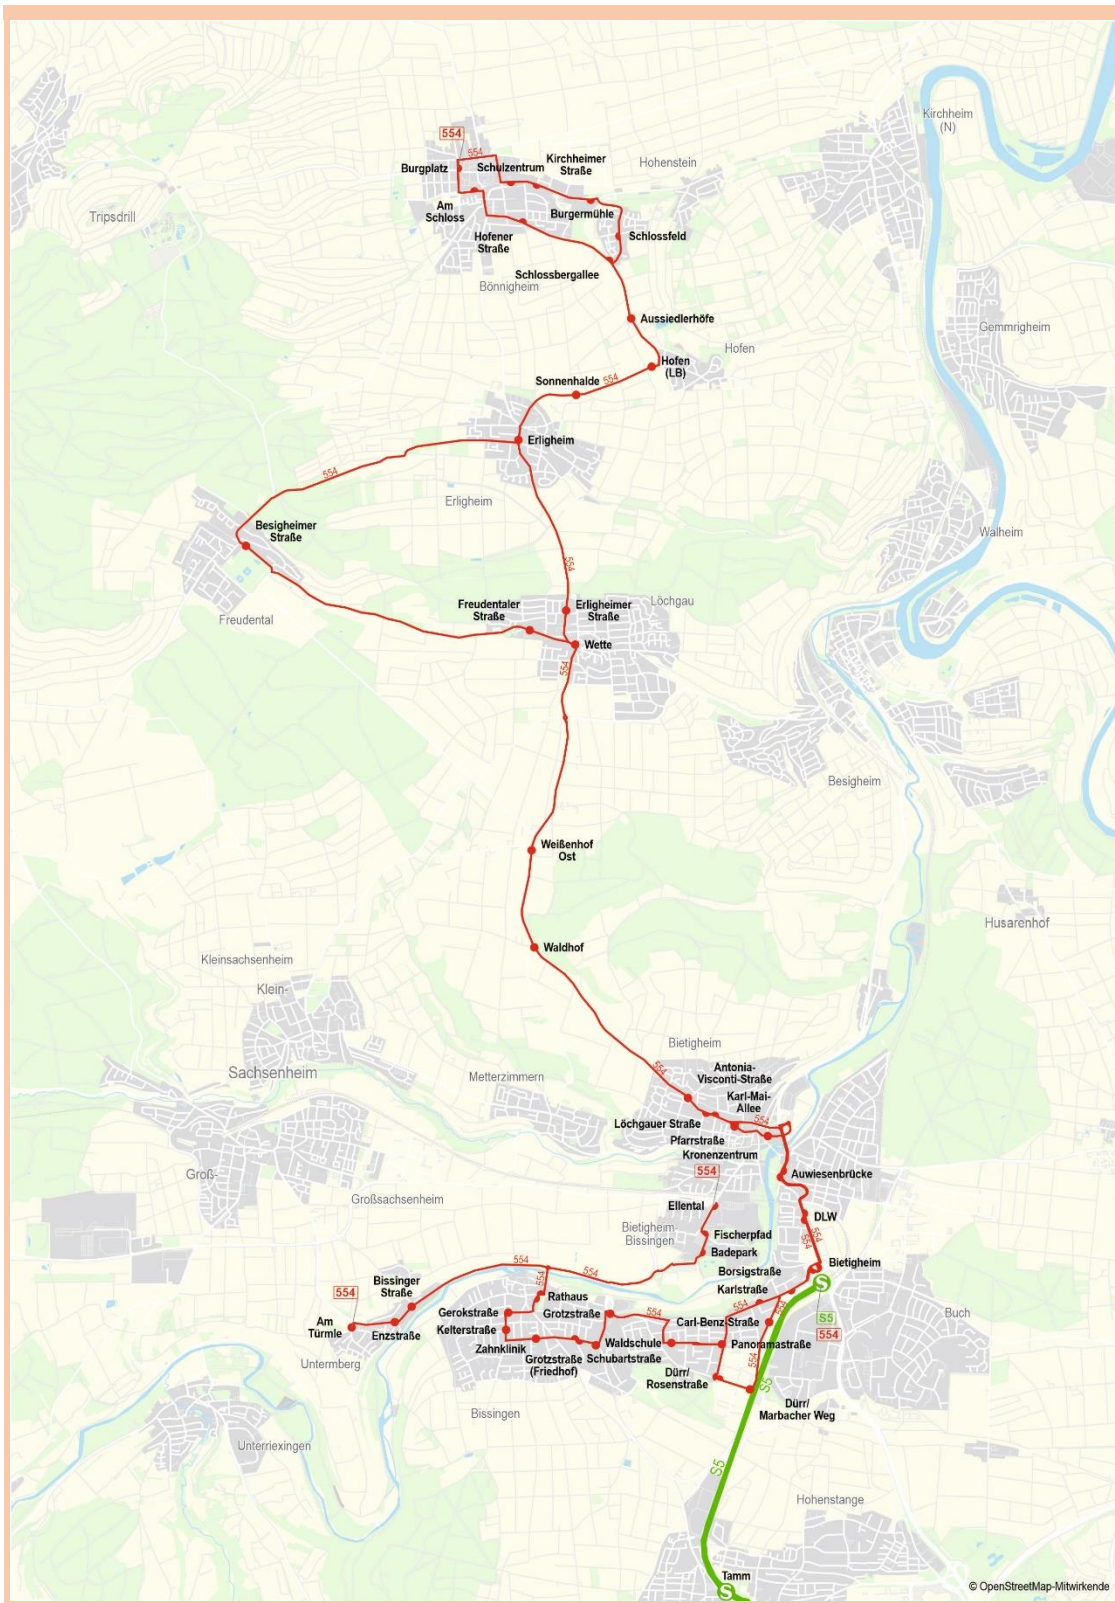 Kirchheim
(N)
554
554
Burgplatz
Schulzentrum
Kirchheimer
Straße
Hohenstein
Tripsdrill
Am
Schloss
Burgermühle
Hofener
Straße
Schlossfeld
Schlossbergallee
Bönnigheim
Aussiedlerhöfe
Gemmrigheim
Hofen
Hofen
(LB)
Sonnenhalde
554
Erligheim
554
Erligheim
Besigheimer
Straße
Walheim
554
Freudentaler
Straße
Erligheimer
Straße
Löchgau
Freudental
Wette
554
Besigheim
Weißenhof
Ost
Husarenhof
Waldhof
Kleinsachsenheim
Klein-
Bietigheim
Sachsenheim
Metterzimmern
554
Antonia-
Visconti-Straße
Karl-Mai-
Allee
Löchgauer Straße
554
Pfarrstraße
Kronenzentrum
554
Groß-
Großsachsenheim
Auwiesenbrücke
Ellental
DLW
Bietigheim-
Bissingen
Fischerpfad
554
554
Badepark
Bietigheim
554
554
Bissinger
Straße
554
Borsigstraße
554
Rathaus
Karlstraße
S
Am
Türmle
Enzstraße
Gerokstraße
Grotzstraße
554
554
554
Carl-Benz-Straße
S5
554
Buch
Kelterstraße
Zahnklinik
Waldschule
Panoramastraße
Untermberg
Grotzstraße
(Friedhof)
Schubartstraße
554
Dürr/
Rosenstraße
S5
Dürr/
Marbacher Weg
Bissingen
Unterriexingen
S5
Hohenstange
Tamm
S
© OpenStreetMap-Mitwirkende